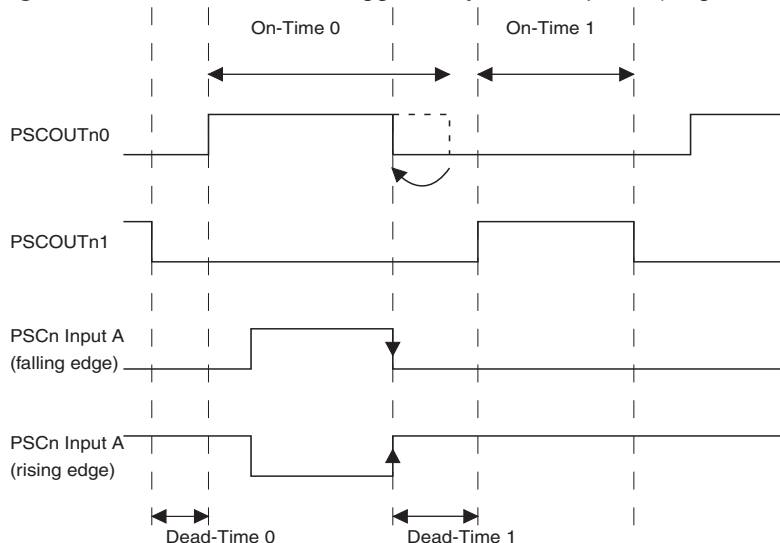 On-Time 0
On-Time 1
PSCOUTn0
PSCOUTn1
PSCn Input A
(falling edge)
PSCn Input A
(rising edge)
Dead-Time 0
Dead-Time 1